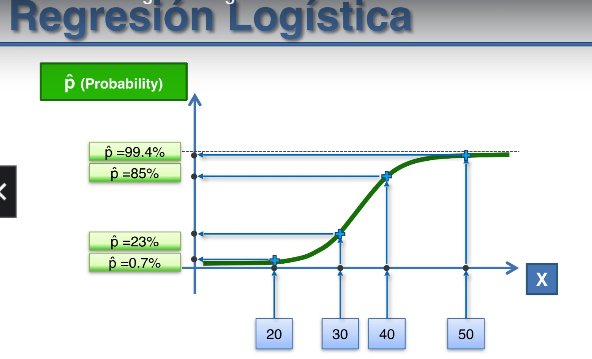 Regresión Logística
p̂ (Probability)
p̂ =99.4%
p̂ =85%
p̂ =23%
p̂ =0.7%
X
20 30 40 50